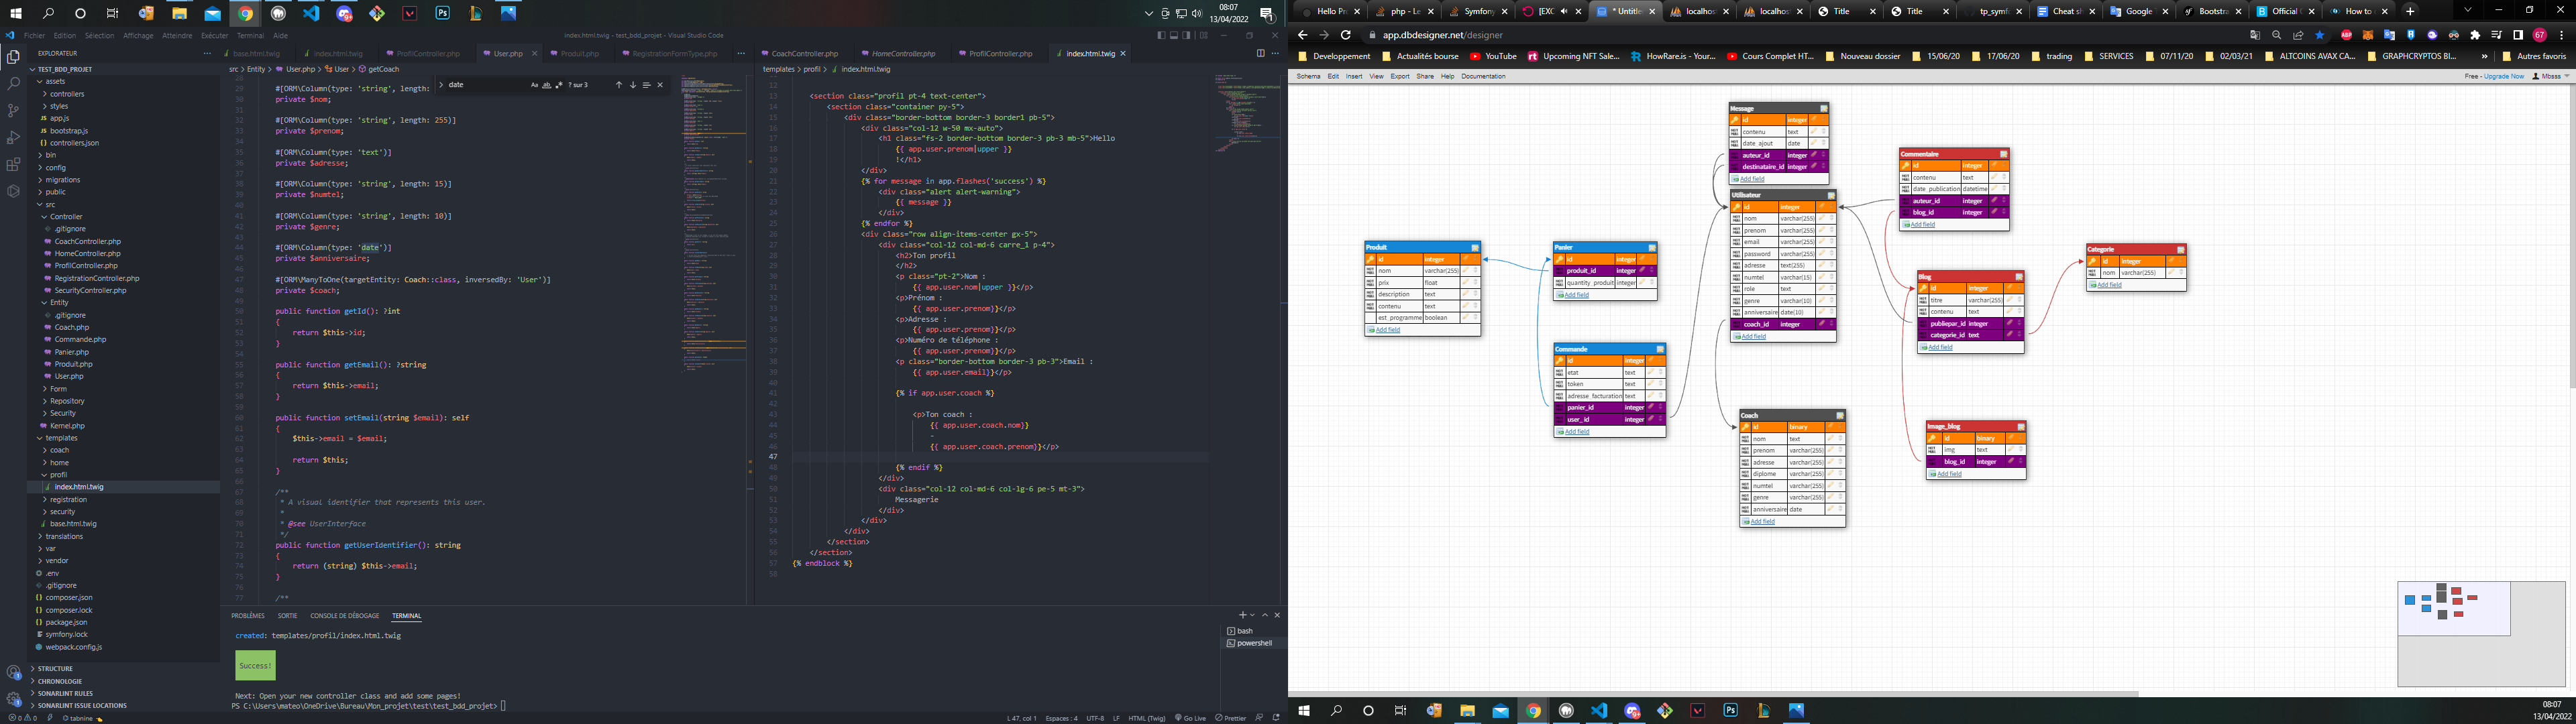 08:07
13/04/2022
Fichier Edition Sélection Affichage Atteindre Exécuter Terminal Aide
index.html.twig - test_bdd_projet - Visual Studio Code
EXPLORATEUR
TEST_BDD_PROJET
assets
controllers
styles
app.js
bootstrap.js
controllers.json
bin
config
migrations
public
src
Controller
.gitignore
CoachController.php
HomeController.php
ProfilController.php
RegistrationController.php
SecurityController.php
Entity
.gitignore
Coach.php
Commande.php
Panier.php
Produit.php
User.php
Form
Repository
Security
Kernel.php
templates
coach
home
profil
index.html.twig
registration
security
base.html.twig
translations
var
vendor
.env
.gitignore
composer.json
composer.lock
package.json
symfony.lock
webpack.config.js
STRUCTURE
CHRONOLOGIE
SONARLINT RULES
SONARLINT ISSUE LOCATIONS
base.html.twig index.html.twig ProfilController.php User.php Produit.php RegistrationFormType.php
src > Entity > User.php > User > getCoach
date
? sur 3
#[ORM\Column(type: 'string', length:
private $nom;
#[ORM\Column(type: 'string', length: 255)]
private $prenom;
#[ORM\Column(type: 'text')]
private $adresse;
#[ORM\Column(type: 'string', length: 15)]
private $numtel;
#[ORM\Column(type: 'string', length: 10)]
private $genre;
#[ORM\Column(type: 'date')]
private $anniversaire;
#[ORM\ManyToOne(targetEntity: Coach::class, inversedBy: 'User')]
private $coach;
public function getId(): ?int
{
return $this->id;
}
public function getEmail(): ?string
{
return $this->email;
}
public function setEmail(string $email): self
{
$this->email = $email;
return $this;
}
/**
* A visual identifier that represents this user.
*
* @see UserInterface
*/
public function getUserIdentifier(): string
{
return (string) $this->email;
}
/**
CoachController.php HomeController.php ProfilController.php index.html.twig
templates > profil > index.html.twig
<section class="profil pt-4 text-center">
<section class="container py-5">
<div class="border-bottom border-3 border1 pb-5">
<div class="col-12 w-50 mx-auto">
<h1 class="fs-2 border-bottom border-3 pb-3 mb-5">Hello
{{ app.user.prenom|upper }}
!</h1>
</div>
{% for message in app.flashes('success') %}
<div class="alert alert-warning">
{{ message }}
</div>
{% endfor %}
<div class="row align-items-center gx-5">
<div class="col-12 col-md-6 carre_1 p-4">
<h2>Ton profil
</h2>
<p class="pt-2">Nom :
{{ app.user.nom|upper }}</p>
<p>Prénom :
{{ app.user.prenom}}</p>
<p>Adresse :
{{ app.user.prenom}}</p>
<p>Numéro de téléphone :
{{ app.user.prenom}}</p>
<p class="border-bottom border-3 pb-3">Email :
{{ app.user.email}}</p>
{% if app.user.coach %}
<p>Ton coach :
{{ app.user.coach.nom}}
-
{{ app.user.coach.prenom}}</p>
{% endif %}
</div>
<div class="col-12 col-md-6 col-lg-6 pe-5 mt-3">
Messagerie
</div>
</div>
</div>
</section>
</section>
{% endblock %}
PROBLÈMES SORTIE CONSOLE DE DÉBOGAGE TERMINAL
created: templates/profil/index.html.twig
Success!
Next: Open your new controller class and add some pages!
PS C:\Users\mateo\OneDrive\Bureau\Mon_projet\test\test_bdd_projet>
bash
powershell
tabnine
L 47, col 1 Espaces : 4 UTF-8 LF HTML (Twig) Go Live Prettier
Hello Pr php - Le Symfony [EXC * Untitle localhos localhos Title Title tp_symf Cheat sh Google Bootstra Official How to
app.dbdesigner.net/designer
Developpement Actualités bourse YouTube Upcoming NFT Sale... HowRare.is - Your... Cours Complet HT... Nouveau dossier 15/06/20 17/06/20 trading SERVICES 07/11/20 02/03/21 ALTCOINS AVAX CA... GRAPHCRYPTOS BI... Autres favoris
Schema Edit Insert View Export Share Help Documentation
Free - Upgrade Now Mbsss
Message
id integer
contenu text
date_ajout date
auteur_id integer
destinataire_id integer
Add field
Utilisateur
id integer
nom varchar(255)
prenom varchar(255)
email varchar(255)
password varchar(255)
adresse text(255)
numtel varchar(15)
role text
genre varchar(10)
anniversaire date(10)
coach_id integer
Add field
Commentaire
id integer
contenu text
date_publication datetime
auteur_id integer
blog_id integer
Add field
Produit
id integer
nom varchar(255)
prix float
description text
contenu text
est_programme boolean
Add field
Panier
id integer
produit_id integer
quantity_produit integer
Add field
Categorie
id integer
nom varchar(255)
Add field
Blog
id integer
titre varchar(255)
contenu text
publiepar_id integer
categorie_id text
Add field
Commande
id integer
etat text
token text
adresse_facturation text
panier_id integer
user_id integer
Add field
Coach
id binary
nom text
prenom varchar(255)
adresse varchar(255)
diplome varchar(255)
numtel varchar(255)
genre varchar(255)
anniversaire date
Add field
Image_blog
id binary
img text
blog_id integer
Add field
08:07
13/04/2022